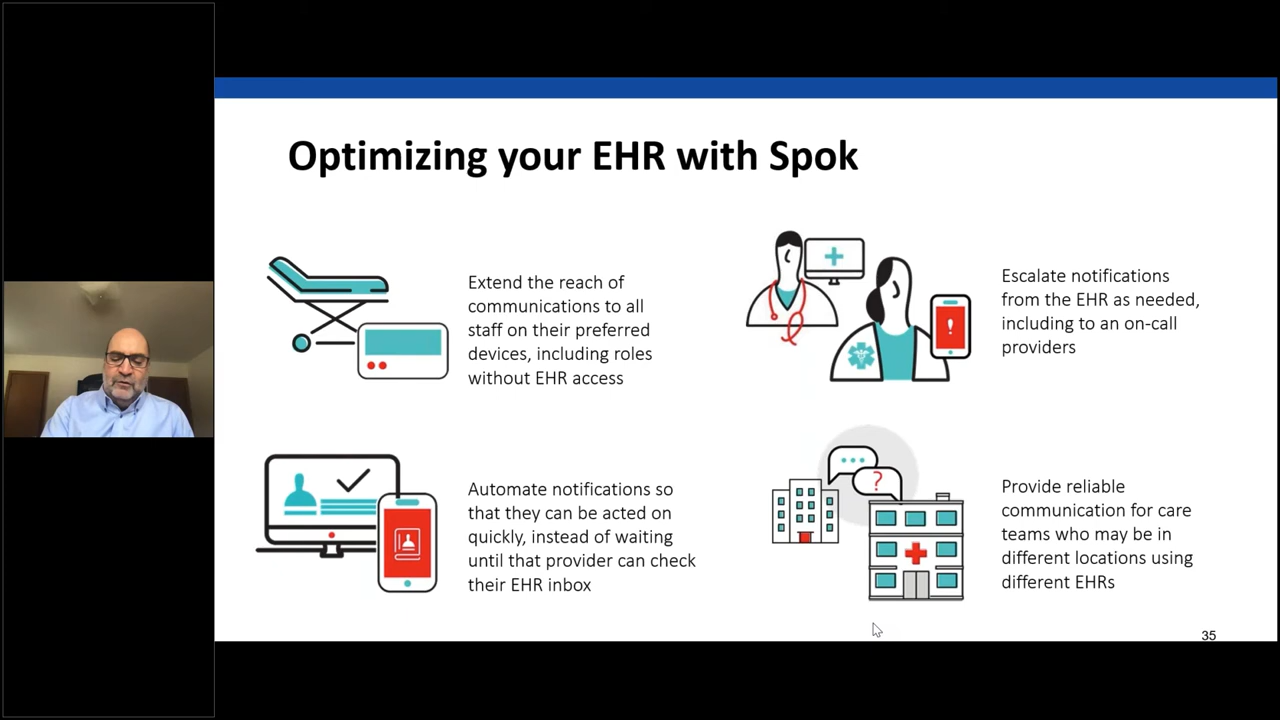 Optimizing your EHR with Spok
Extend the reach of
communications to all
staff on their preferred
devices, including roles
without EHR access
Escalate notifications
from the EHR as needed,
including to an on-call
providers
Automate notifications so
that they can be acted on
quickly, instead of waiting
until that provider can check
their EHR inbox
Provide reliable
communication for care
teams who may be in
different locations using
different EHRs
35